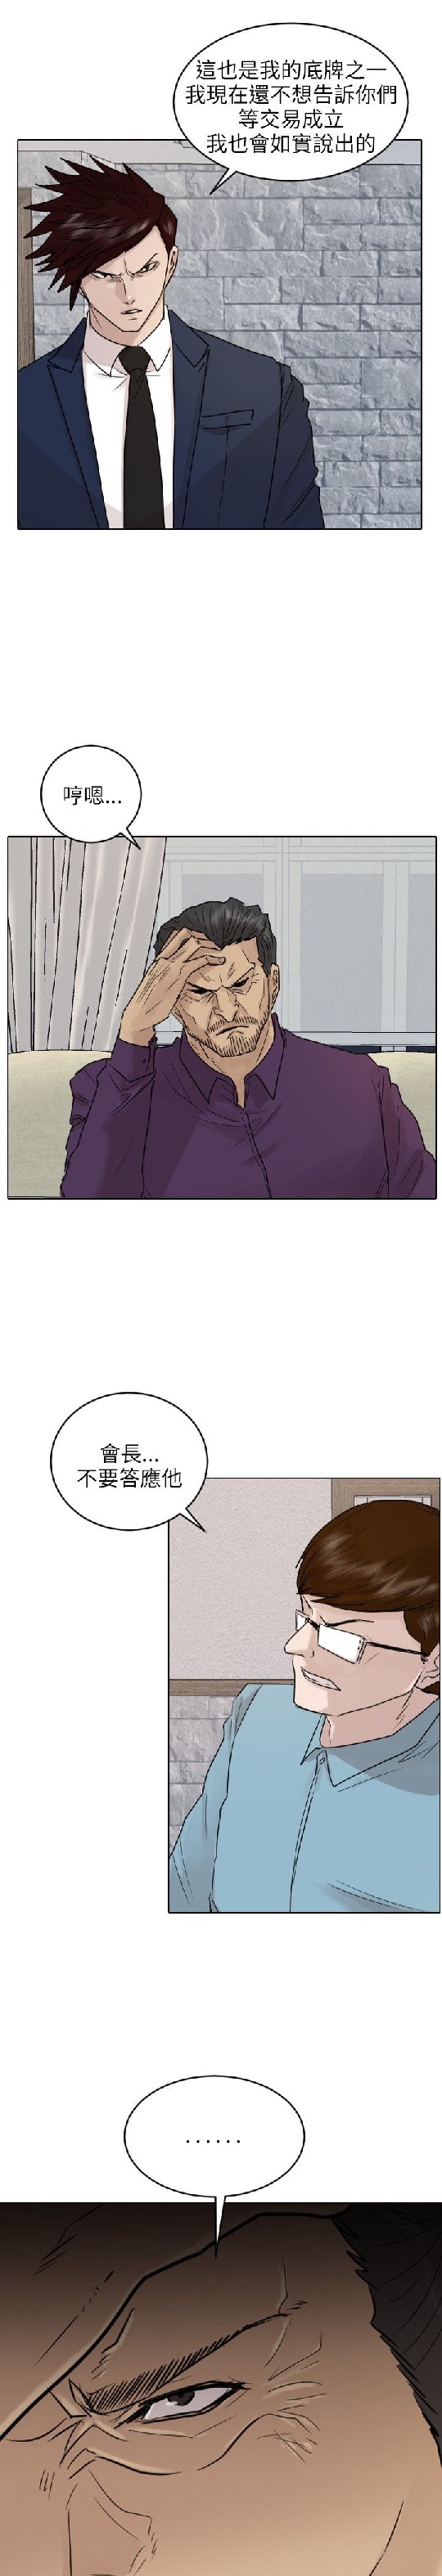 這也是我的底牌之一
我現在還不想告訴你們
等交易成立
我也會如實說出的
哼嗯...
會長...
不要答應他
......